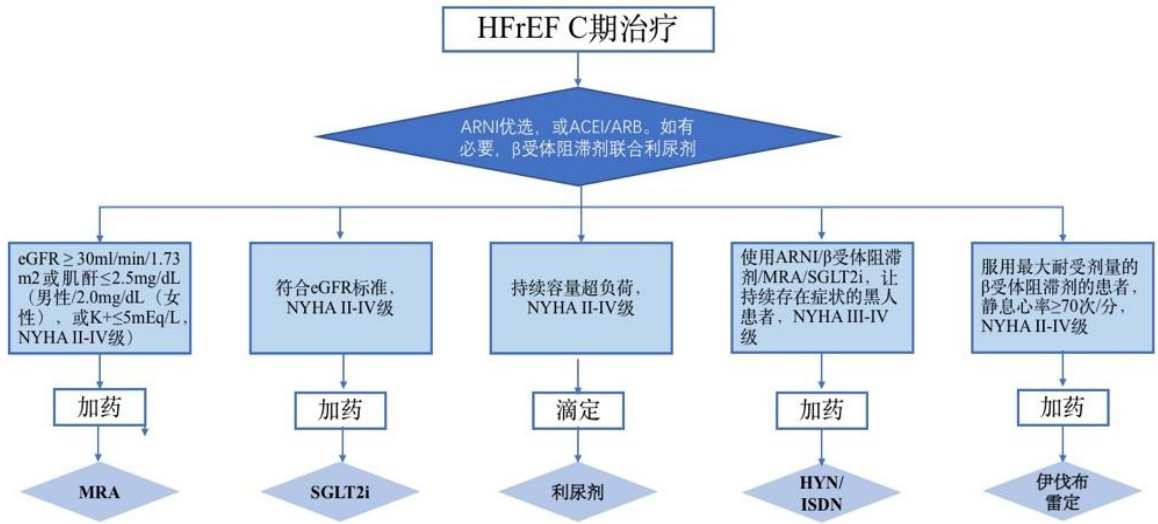 HFrEF C期治疗
ARNI优选，或ACEI/ARB。如有
必要，β受体阻滞剂联合利尿剂
eGFR≥30ml/min/1.73
m2或肌酐≤2.5mg/dL
（男性/2.0mg/dL（女
性），或K+≤5mEq/L，
NYHA II-IV级）
加药
MRA
符合eGFR标准，
NYHA II-IV级
加药
SGLT2i
持续容量超负荷，
NYHA II-IV级
滴定
利尿剂
使用ARNI/β受体阻滞
剂/MRA/SGLT2i，让
持续存在症状的黑人
患者，NYHA III-IV
级
加药
HYN/
ISDN
服用最大耐受剂量的
β受体阻滞剂的患者，
静息心率≥70次/分，
NYHA II-IV级
加药
伊伐布
雷定